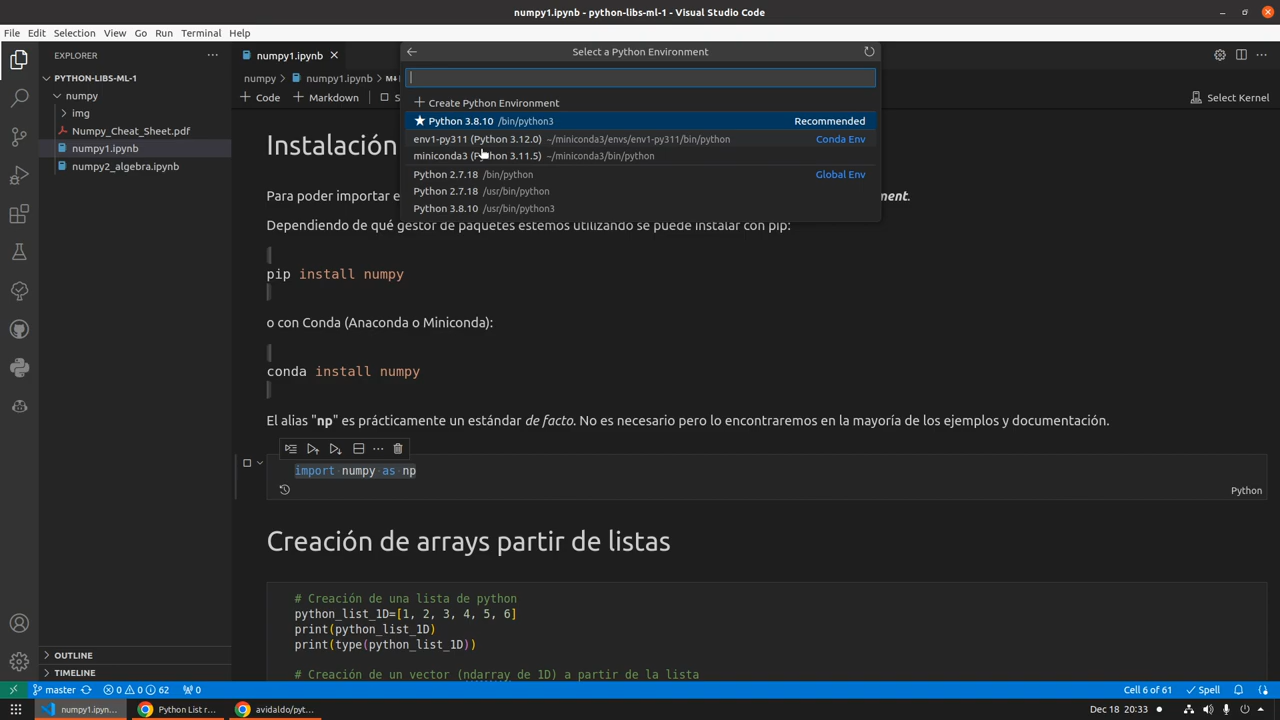 numpy1.ipynb - python-libs-ml-1 - Visual Studio Code
File Edit Selection View Go Run Terminal Help
EXPLORER
PYTHON-LIBS-ML-1
numpy
img
Numpy_Cheat_Sheet.pdf
numpy1.ipynb
numpy2_algebra.ipynb
OUTLINE
TIMELINE
numpy1.ipynb
numpy numpy1.ipynb
Code Markdown
Select Kernel
Select a Python Environment
Create Python Environment
Python 3.8.10 /bin/python3 Recommended
env1-py311 (Python 3.12.0) ~/miniconda3/envs/env1-py311/bin/python Conda Env
miniconda3 (Python 3.11.5) ~/miniconda3/bin/python
Python 2.7.18 /bin/python Global Env
Python 2.7.18 /usr/bin/python
Python 3.8.10 /usr/bin/python3
Instalación
Para poder importar ment.
Dependiendo de qué gestor de paquetes estemos utilizando se puede instalar con pip:
pip install numpy
o con Conda (Anaconda o Miniconda):
conda install numpy
El alias "np" es prácticamente un estándar de facto. No es necesario pero lo encontraremos en la mayoría de los ejemplos y documentación.
import numpy as np
Python
Creación de arrays partir de listas
# Creación de una lista de python
python_list_1D=[1, 2, 3, 4, 5, 6]
print(python_list_1D)
print(type(python_list_1D))
# Creación de un vector (ndarray de 1D) a partir de la lista
master 0 0 62 0 Cell 6 of 61 Spell
numpy1.ipyn... Python List r... avidaldo/pyt... Dec 18 20:33